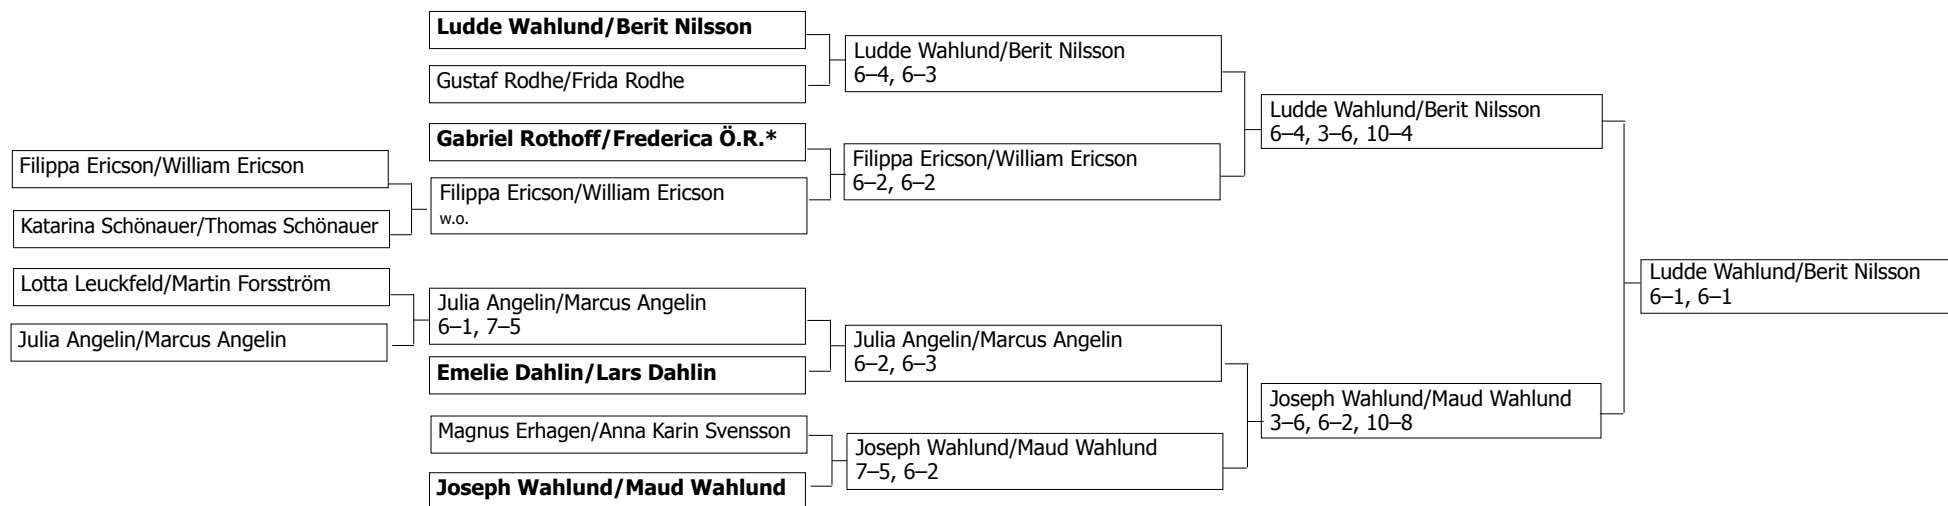 Filippa Ericson/William Ericson
Katarina Schönauer/Thomas Schönauer
Lotta Leuckfeld/Martin Forsström
Julia Angelin/Marcus Angelin
Ludde Wahlund/Berit Nilsson
Gustaf Rodhe/Frida Rodhe
Gabriel Rothoff/Frederica Ö.R.*
Filippa Ericson/William Ericson
w.o.
Julia Angelin/Marcus Angelin
6–1, 7–5
Emelie Dahlin/Lars Dahlin
Magnus Erhagen/Anna Karin Svensson
Joseph Wahlund/Maud Wahlund
Ludde Wahlund/Berit Nilsson
6–4, 6–3
Filippa Ericson/William Ericson
6–2, 6–2
Julia Angelin/Marcus Angelin
6–2, 6–3
Joseph Wahlund/Maud Wahlund
7–5, 6–2
Ludde Wahlund/Berit Nilsson
6–4, 3–6, 10–4
Joseph Wahlund/Maud Wahlund
3–6, 6–2, 10–8
Ludde Wahlund/Berit Nilsson
6–1, 6–1